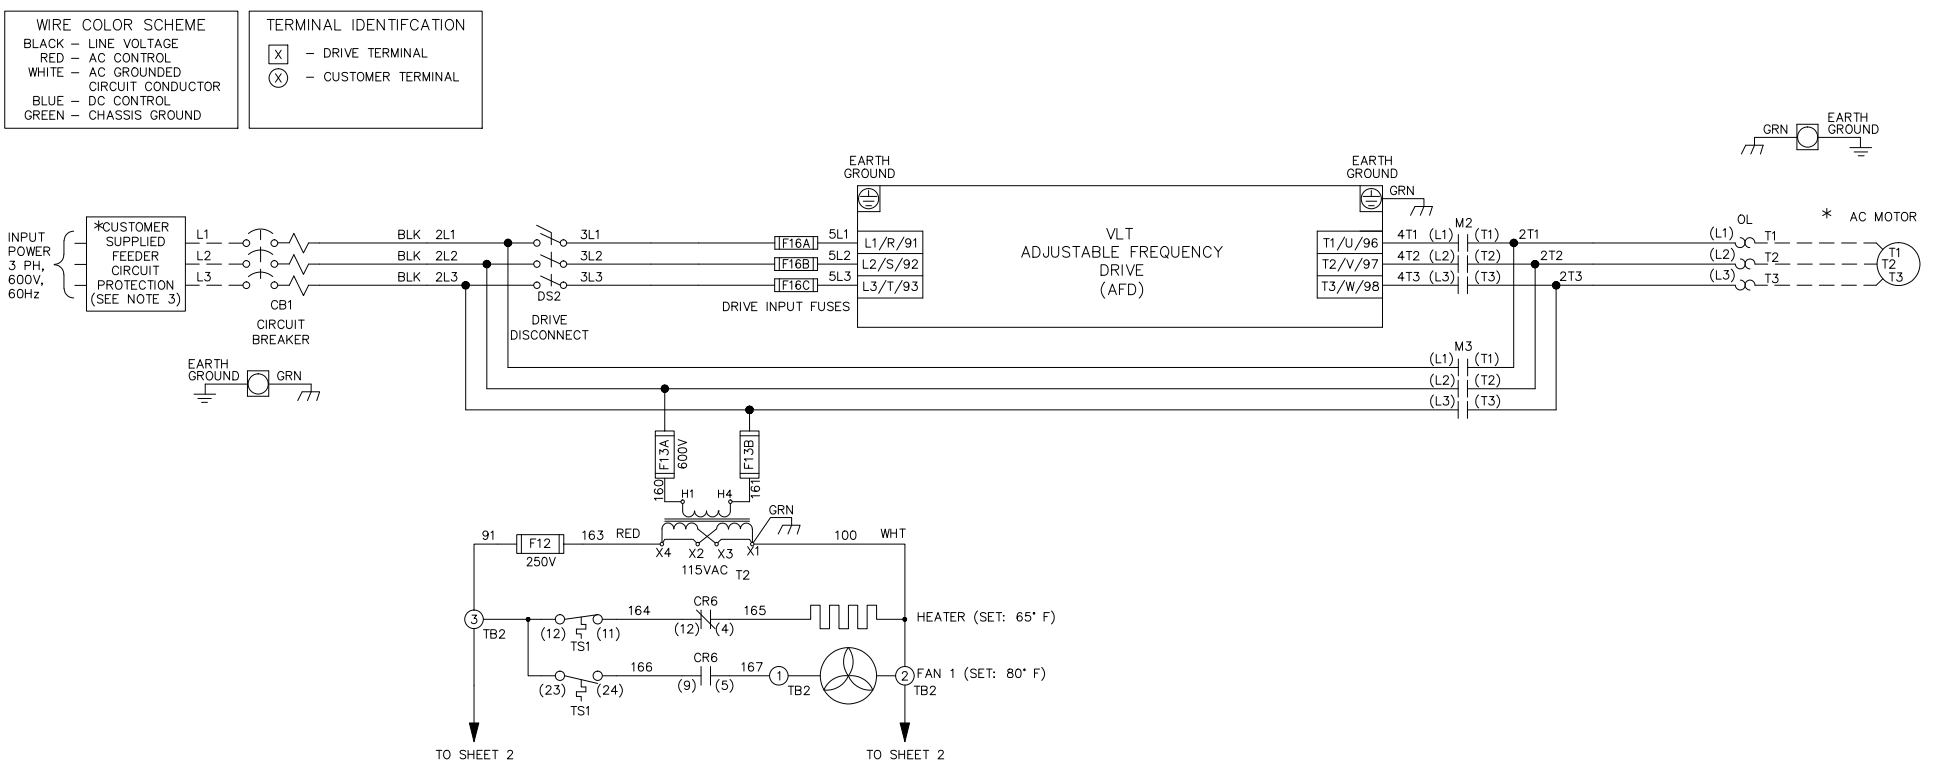 WIRE COLOR SCHEME
BLACK – LINE VOLTAGE
RED – AC CONTROL
WHITE – AC GROUNDED
CIRCUIT CONDUCTOR
BLUE – DC CONTROL
GREEN – CHASSIS GROUND
TERMINAL IDENTIFCATION
X – DRIVE TERMINAL
X – CUSTOMER TERMINAL
INPUT
POWER
3 PH,
600V,
60Hz
*CUSTOMER
SUPPLIED
FEEDER
CIRCUIT
PROTECTION
(SEE NOTE 3)
L1
L2
L3
CB1
CIRCUIT
BREAKER
BLK 2L1
BLK 2L2
BLK 2L3
DS2
DRIVE
DISCONNECT
3L1
3L2
3L3
F16A
F16B
F16C
DRIVE INPUT FUSES
5L1
5L2
5L3
EARTH
GROUND
L1/R/91
L2/S/92
L3/T/93
VLT
ADJUSTABLE FREQUENCY
DRIVE
(AFD)
EARTH
GROUND
GRN
T1/U/96
T2/V/97
T3/W/98
4T1 (L1) M2 (T1) 2T1
4T2 (L2) (T2) 2T2
4T3 (L3) (T3) 2T3
GRN
EARTH
GROUND
OL
(L1) T1
(L2) T2
(L3) T3
* AC MOTOR
T1
T2
T3
M3
(L1) (T1)
(L2) (T2)
(L3) (T3)
EARTH
GROUND
GRN
F13A
600V
F13B
160
161
H1 H4
GRN
91
F12
250V
163 RED
X4 X2 X3 X1
115VAC T2
100 WHT
3
TB2
(12) (11)
TS1
164
CR6
(12) (4)
165
HEATER (SET: 65° F)
(23) (24)
TS1
166
CR6
(9) (5)
167
1
TB2
2
TB2
FAN 1 (SET: 80° F)
TO SHEET 2
TO SHEET 2